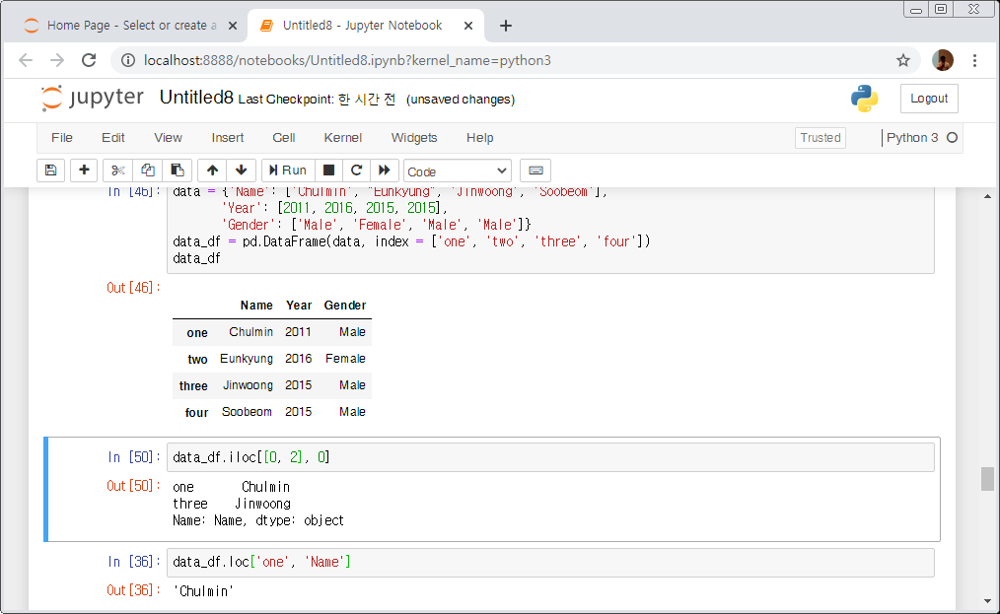 Home Page - Select or create a
Untitled8 - Jupyter Notebook
localhost:8888/notebooks/Untitled8.ipynb?kernel_name=python3
jupyter Untitled8 Last Checkpoint: 한 시간 전 (unsaved changes)
Logout
File Edit View Insert Cell Kernel Widgets Help
Trusted
Python 3
Run
Code
In [46]: data = {'Name': ['Chulmin', "Eunkyung", 'Jinwoong', 'Soobeom'],
'Year': [2011, 2016, 2015, 2015],
'Gender': ['Male', 'Female', 'Male', 'Male']}
data_df = pd.DataFrame(data, index = ['one', 'two', 'three', 'four'])
data_df
Out[46]:
Name Year Gender
one Chulmin 2011 Male
two Eunkyung 2016 Female
three Jinwoong 2015 Male
four Soobeom 2015 Male
In [50]: data_df.iloc[[0, 2], 0]
Out[50]: one Chulmin
three Jinwoong
Name: Name, dtype: object
In [36]: data_df.loc['one', 'Name']
Out[36]: 'Chulmin'